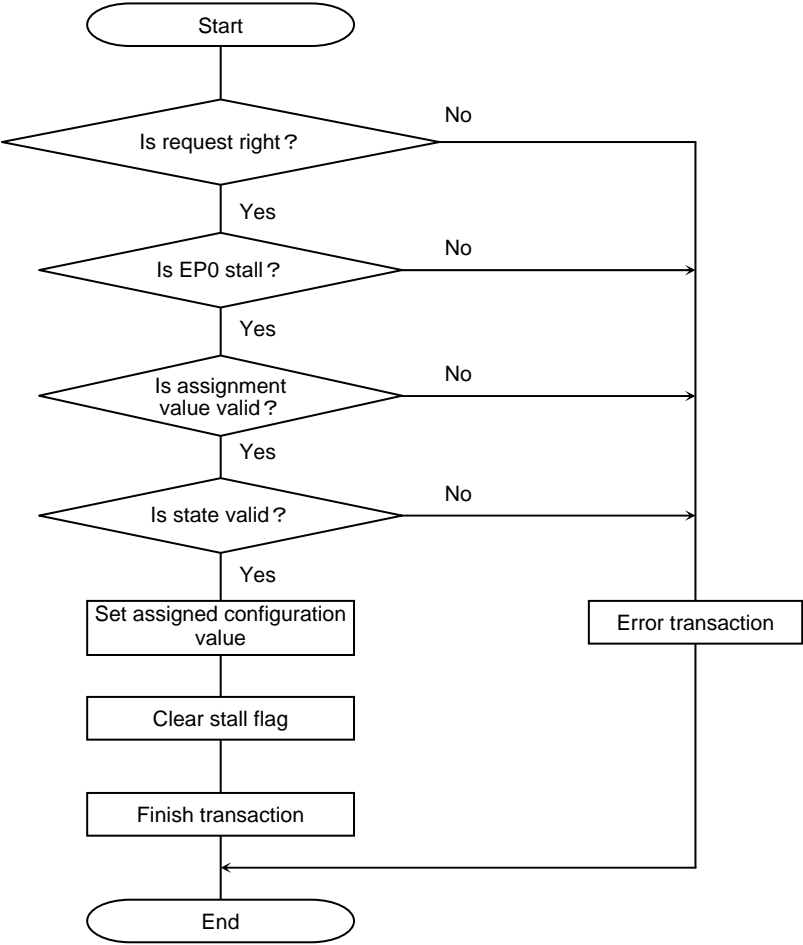 Start
No
Is request right?
Yes
No
Is EP0 stall?
Yes
No
Is assignment
value valid?
Yes
No
Is state valid?
Yes
Set assigned configuration
value
Error transaction
Clear stall flag
Finish transaction
End